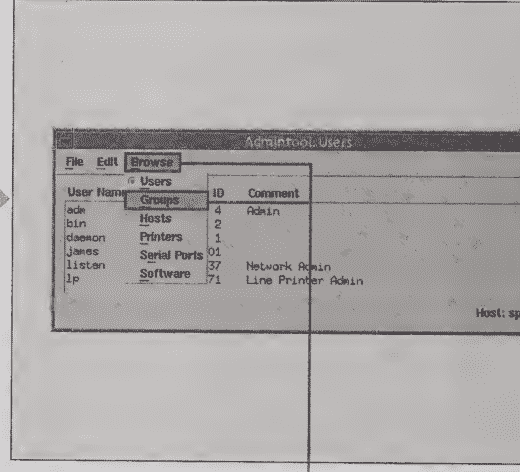 Admintool: Users
File Edit Browse
Users
User Name ID Comment
Groups
adm 4 Admin
bin Hosts 2
daemon Printers 1
james Serial Ports 01
listen 37 Network Admin
Software
lp 71 Line Printer Admin
Host: sp